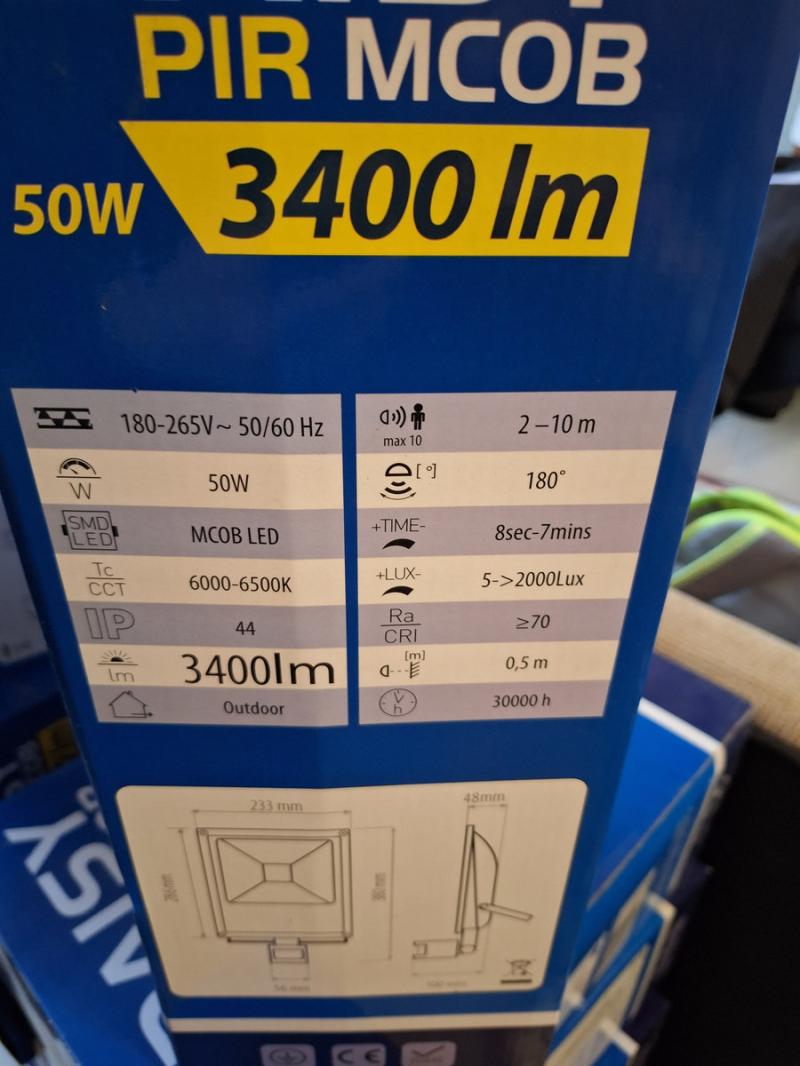 PIR MCOB
50W 3400 lm
180-265V~ 50/60 Hz
W 50W
SMD LED MCOB LED
Tc CCT 6000-6500K
IP 44
lm 3400lm
Outdoor
max 10 2–10 m
[°] 180°
+TIME- 8sec-7mins
+LUX- 5->2000Lux
Ra CRI ≥70
[m] 0,5 m
h 30000 h
233 mm
48mm
56 mm
DAISY
CE